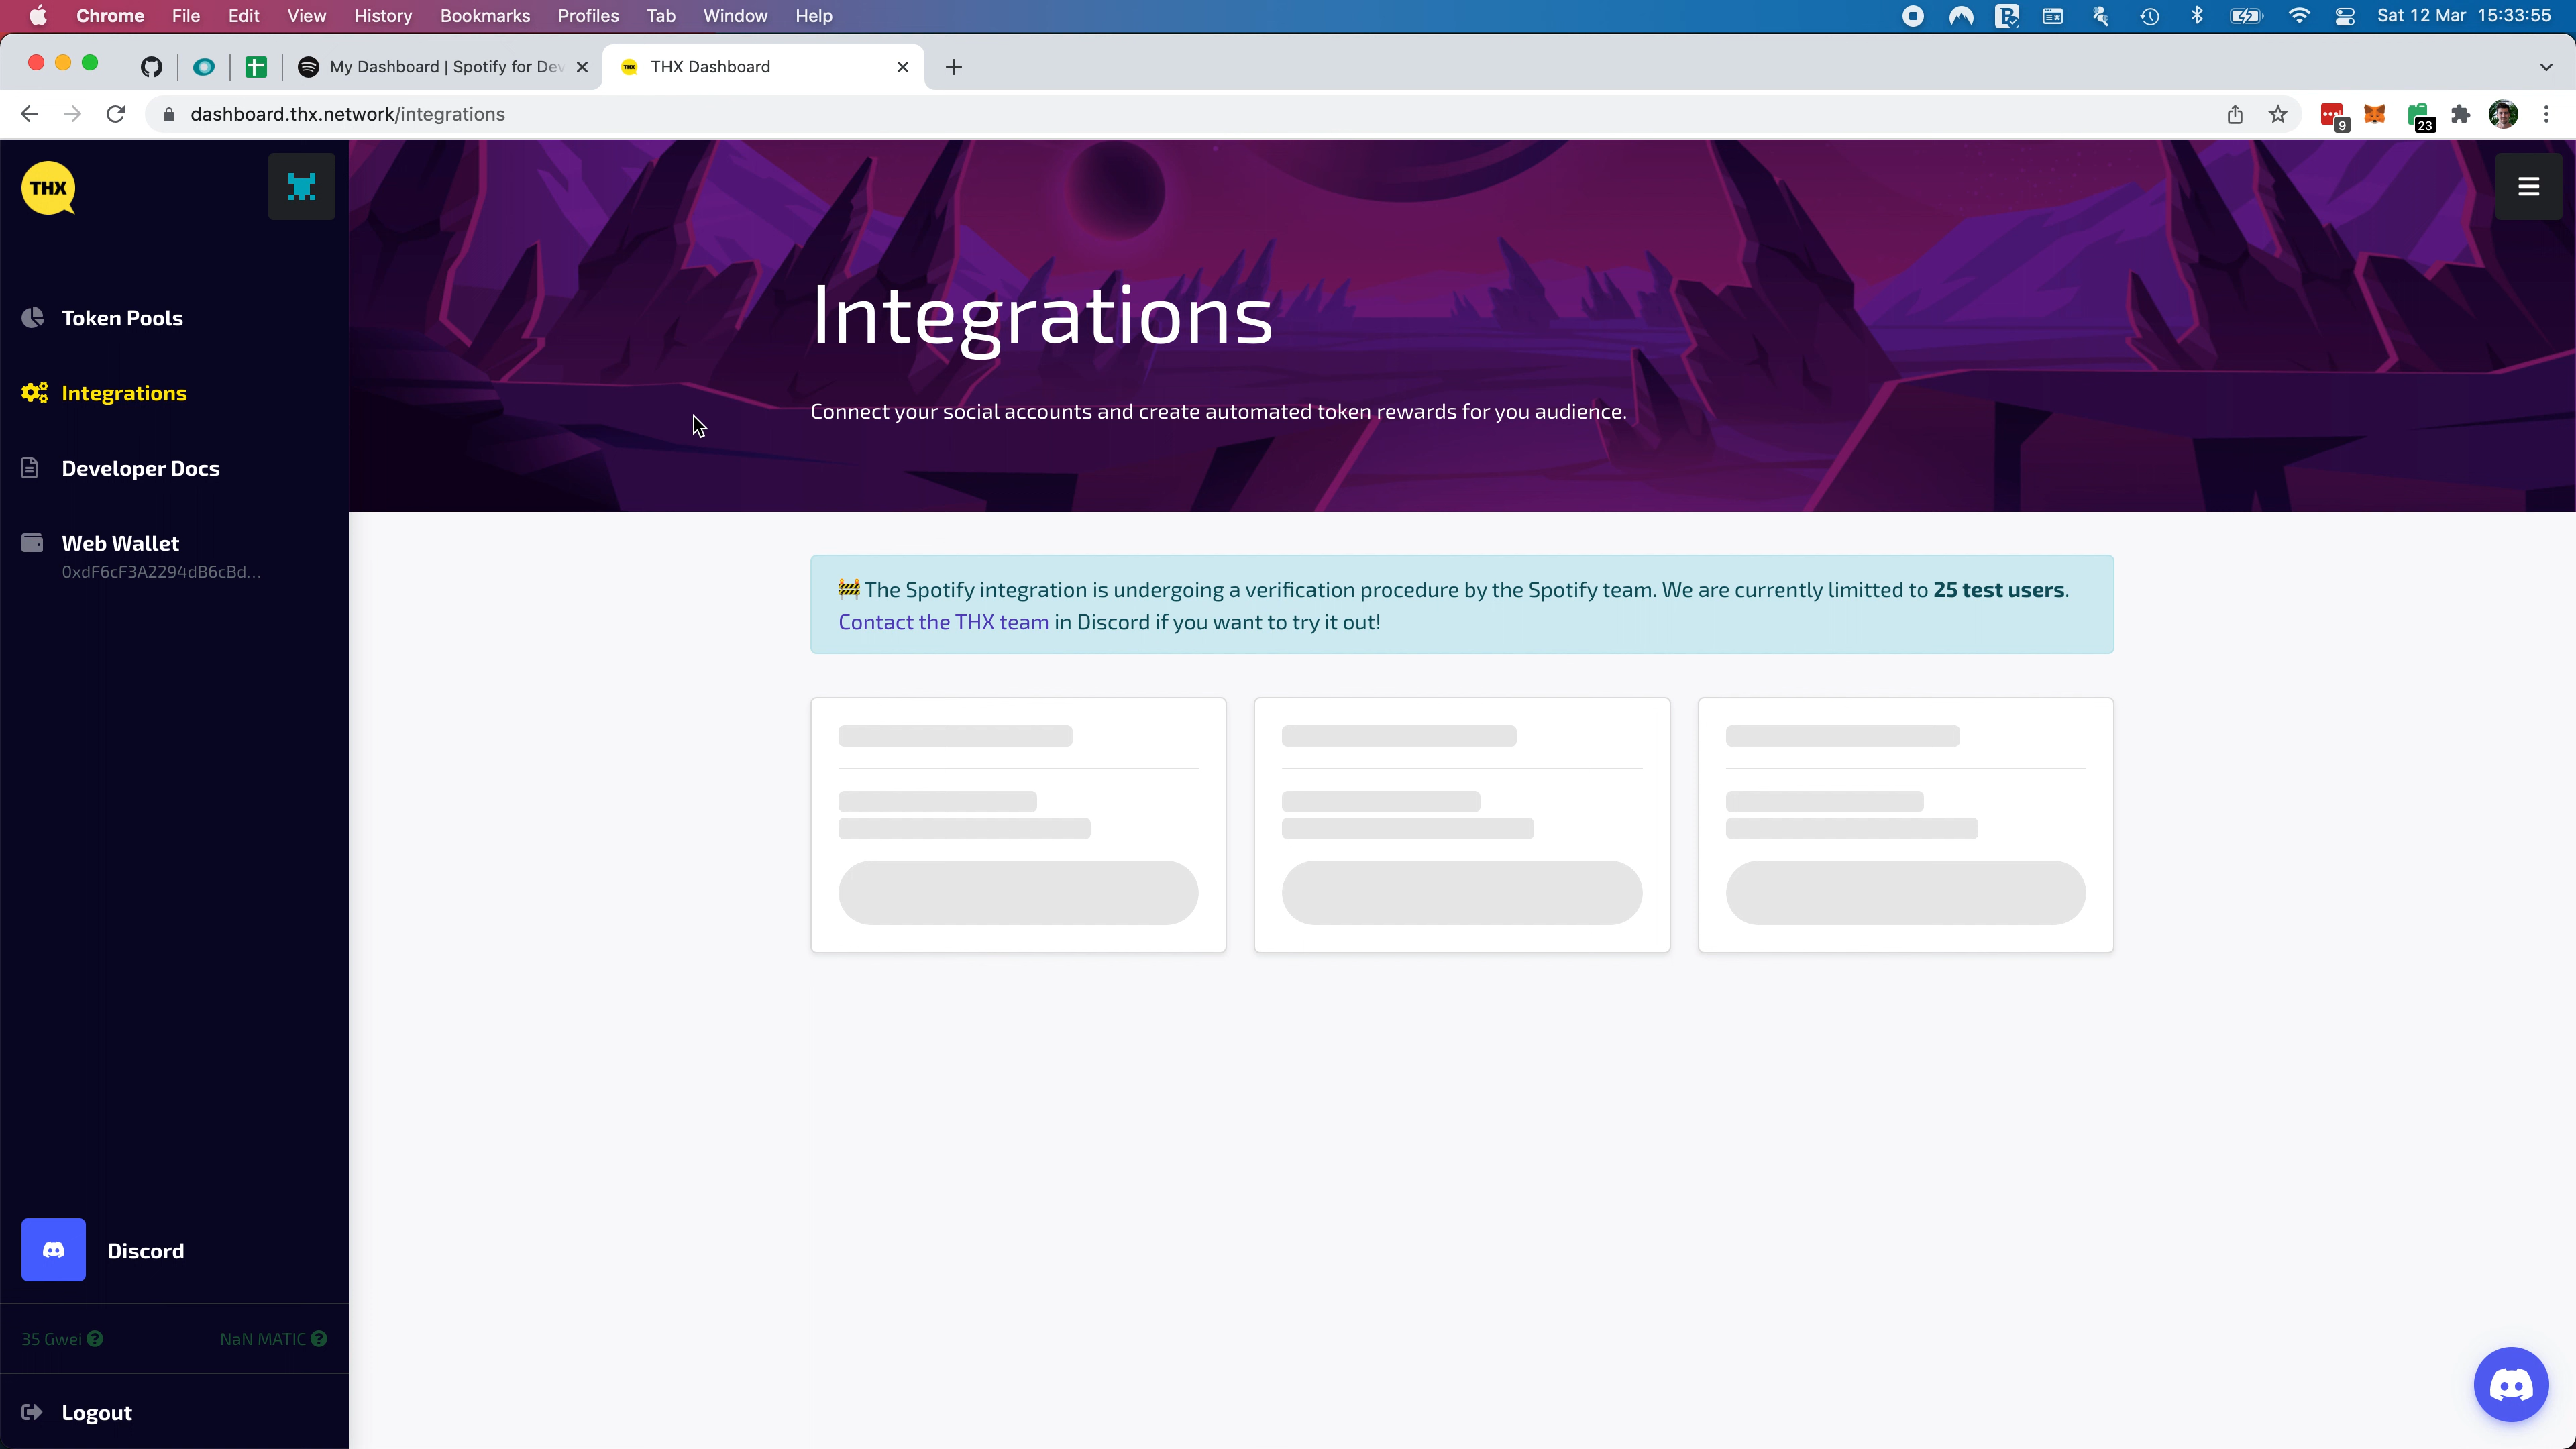 Chrome File Edit View History Bookmarks Profiles Tab Window Help Sat 12 Mar 15:33:55
My Dashboard | Spotify for Dev THX THX Dashboard
dashboard.thx.network/integrations 9 23
THX
Token Pools
Integrations
Developer Docs
Web Wallet
0xdF6cF3A2294dB6cBd...
Integrations
Connect your social accounts and create automated token rewards for you audience.
🚧 The Spotify integration is undergoing a verification procedure by the Spotify team. We are currently limitted to 25 test users.
Contact the THX team in Discord if you want to try it out!
Discord
35 Gwei ? NaN MATIC ?
Logout